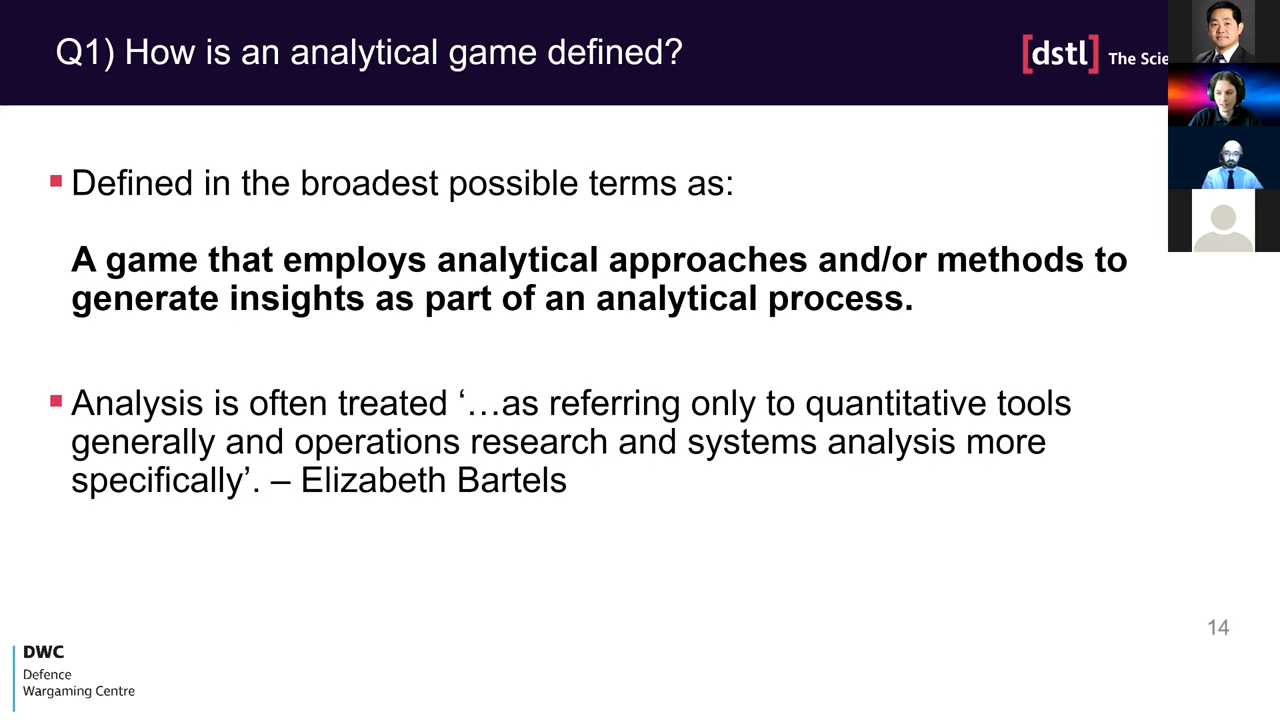 Q1) How is an analytical game defined?
[dstl] The Scie
Defined in the broadest possible terms as:
A game that employs analytical approaches and/or methods to
generate insights as part of an analytical process.
Analysis is often treated ‘…as referring only to quantitative tools
generally and operations research and systems analysis more
specifically’. – Elizabeth Bartels
14
DWC
Defence
Wargaming Centre